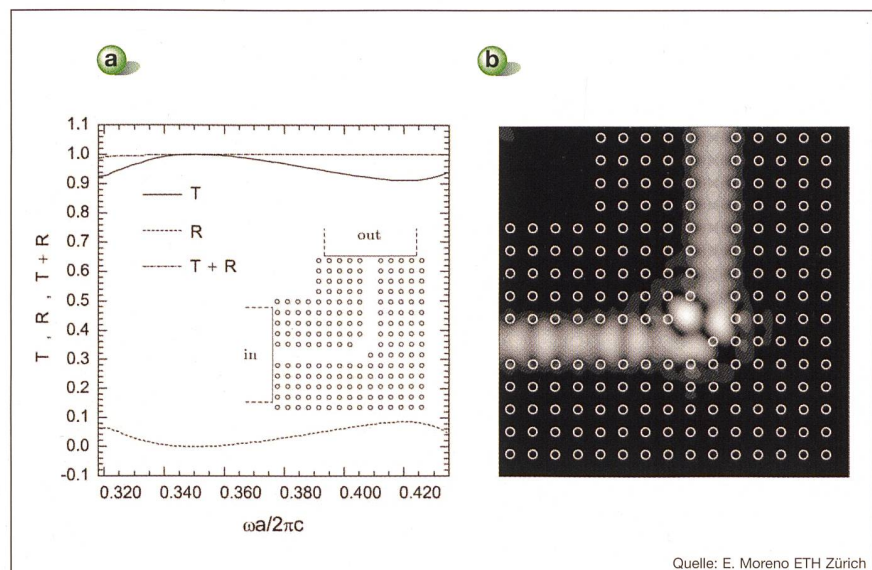 a
b
1.1
1.0
0.9
0.8
0.7
0.6
0.5
0.4
0.3
0.2
0.1
0.0
-0.1
T , R , T + R
T
R
T + R
out
in
0.320
0.340
0.360
0.380
0.400
0.420
ωa/2πc
Quelle: E. Moreno ETH Zürich